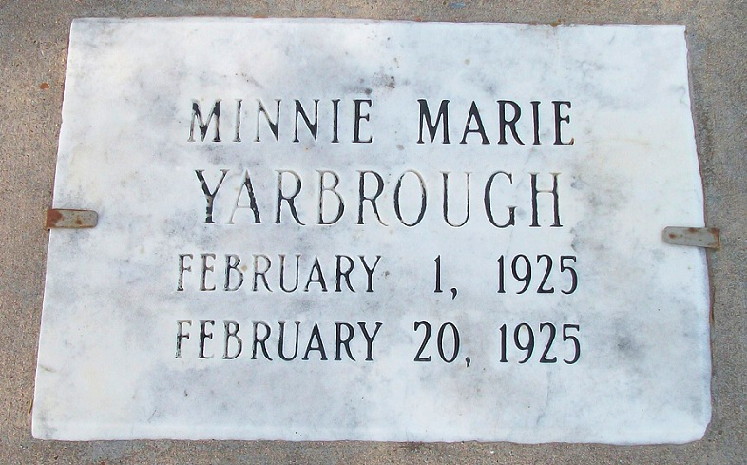 MINNIE MARIE
YARBROUGH
FEBRUARY 1, 1925
FEBRUARY 20, 1925